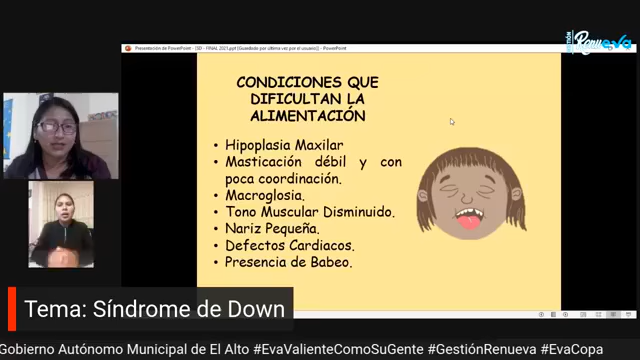 Presentación de PowerPoint - [SD - FINAL 2021.ppt [Guardado por última vez por el usuario]] - PowerPoint
GESTIÓN
Renueva
CONDICIONES QUE
DIFICULTAN LA
ALIMENTACIÓN
• Hipoplasia Maxilar
• Masticación débil y con
poca coordinación.
• Macroglosia.
• Tono Muscular Disminuido.
• Nariz Pequeña.
• Defectos Cardiacos.
• Presencia de Babeo.
Tema: Síndrome de Down
Gobierno Autónomo Municipal de El Alto #EvaValienteComoSuGente #GestiónRenueva #EvaCopa